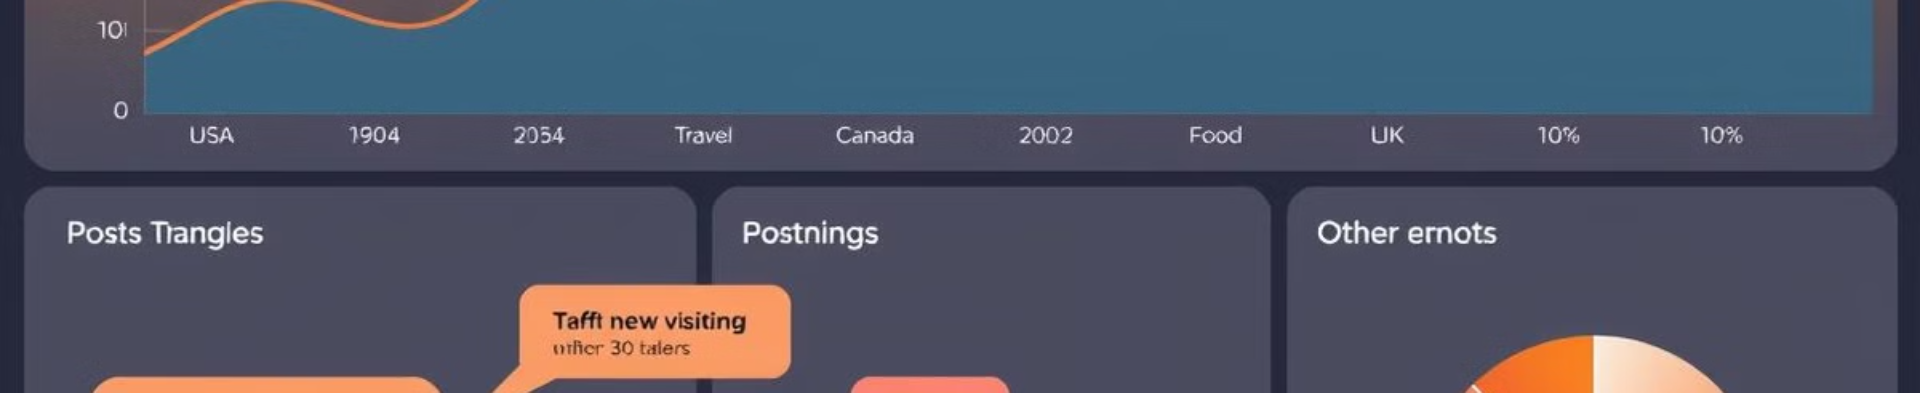 10
0
USA 1904 2054 Travel Canada 2002 Food UK 10% 10%
Posts Trangles Postnings Other ernots
Tafft new visiting
30 talers